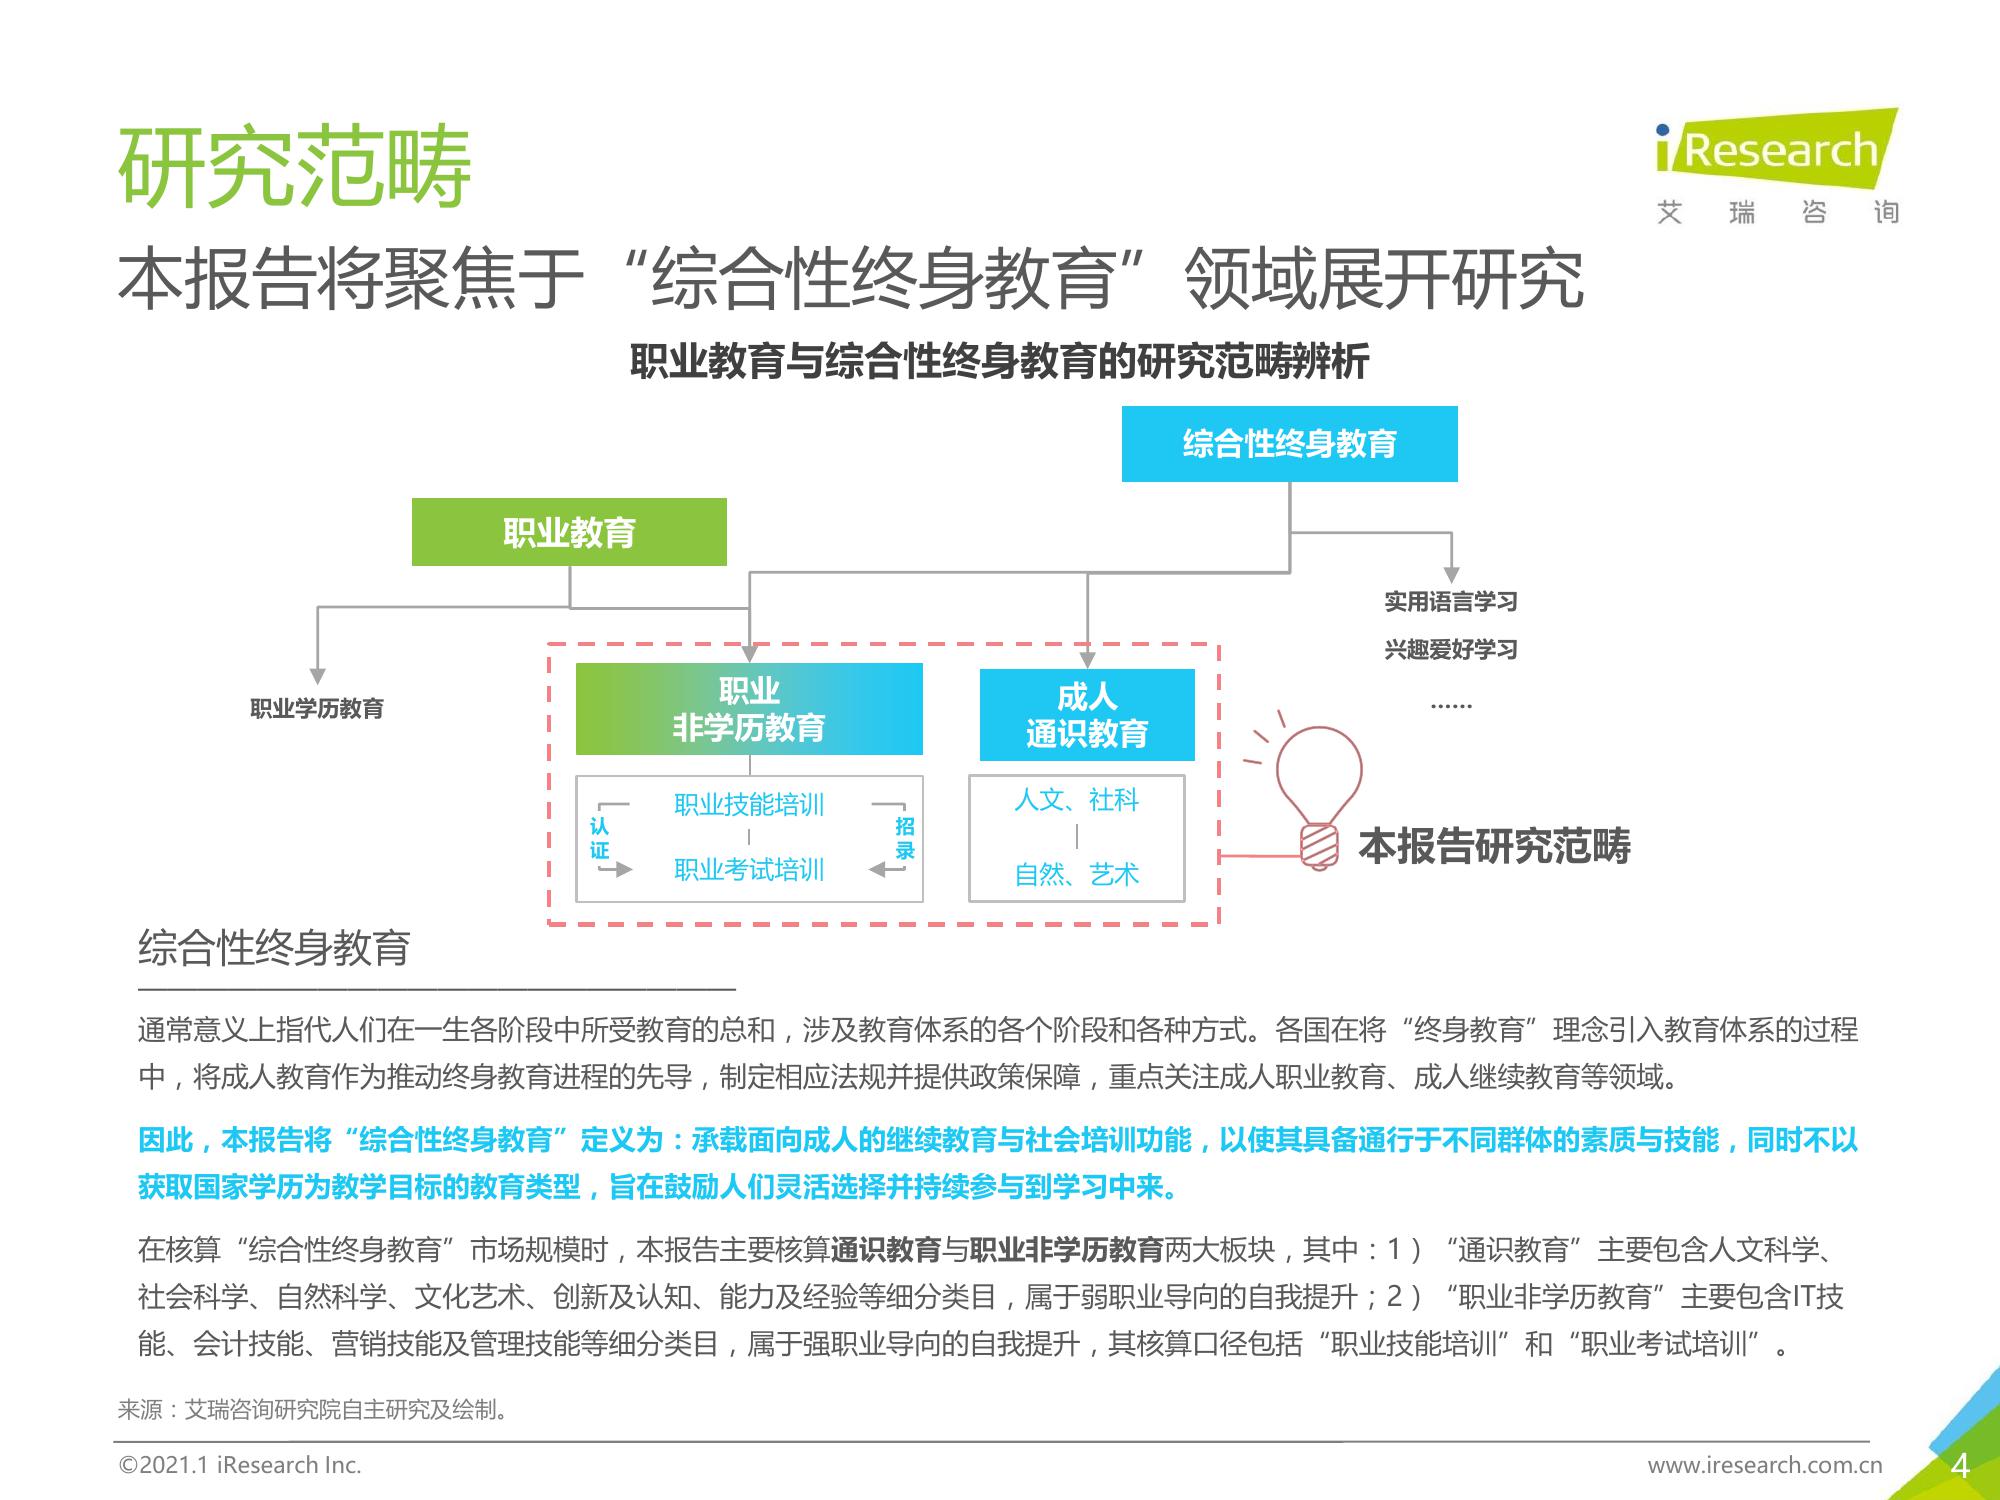 研究范畴
iResearch
艾瑞咨询
本报告将聚焦于“综合性终身教育”领域展开研究
职业教育与综合性终身教育的研究范畴辨析
综合性终身教育
职业教育
实用语言学习
兴趣爱好学习
……
职业学历教育
职业
非学历教育
成人
通识教育
职业技能培训
认证
招录
职业考试培训
人文、社科
自然、艺术
本报告研究范畴
综合性终身教育
通常意义上指代人们在一生各阶段中所受教育的总和，涉及教育体系的各个阶段和各种方式。各国在将“终身教育”理念引入教育体系的过程
中，将成人教育作为推动终身教育进程的先导，制定相应法规并提供政策保障，重点关注成人职业教育、成人继续教育等领域。
因此，本报告将“综合性终身教育”定义为：承载面向成人的继续教育与社会培训功能，以使其具备通行于不同群体的素质与技能，同时不以
获取国家学历为教学目标的教育类型，旨在鼓励人们灵活选择并持续参与到学习中来。
在核算“综合性终身教育”市场规模时，本报告主要核算通识教育与职业非学历教育两大板块，其中：1）“通识教育”主要包含人文科学、
社会科学、自然科学、文化艺术、创新及认知、能力及经验等细分类目，属于弱职业导向的自我提升；2）“职业非学历教育”主要包含IT技
能、会计技能、营销技能及管理技能等细分类目，属于强职业导向的自我提升，其核算口径包括“职业技能培训”和“职业考试培训”。
来源：艾瑞咨询研究院自主研究及绘制。
©2021.1 iResearch Inc.
www.iresearch.com.cn
4